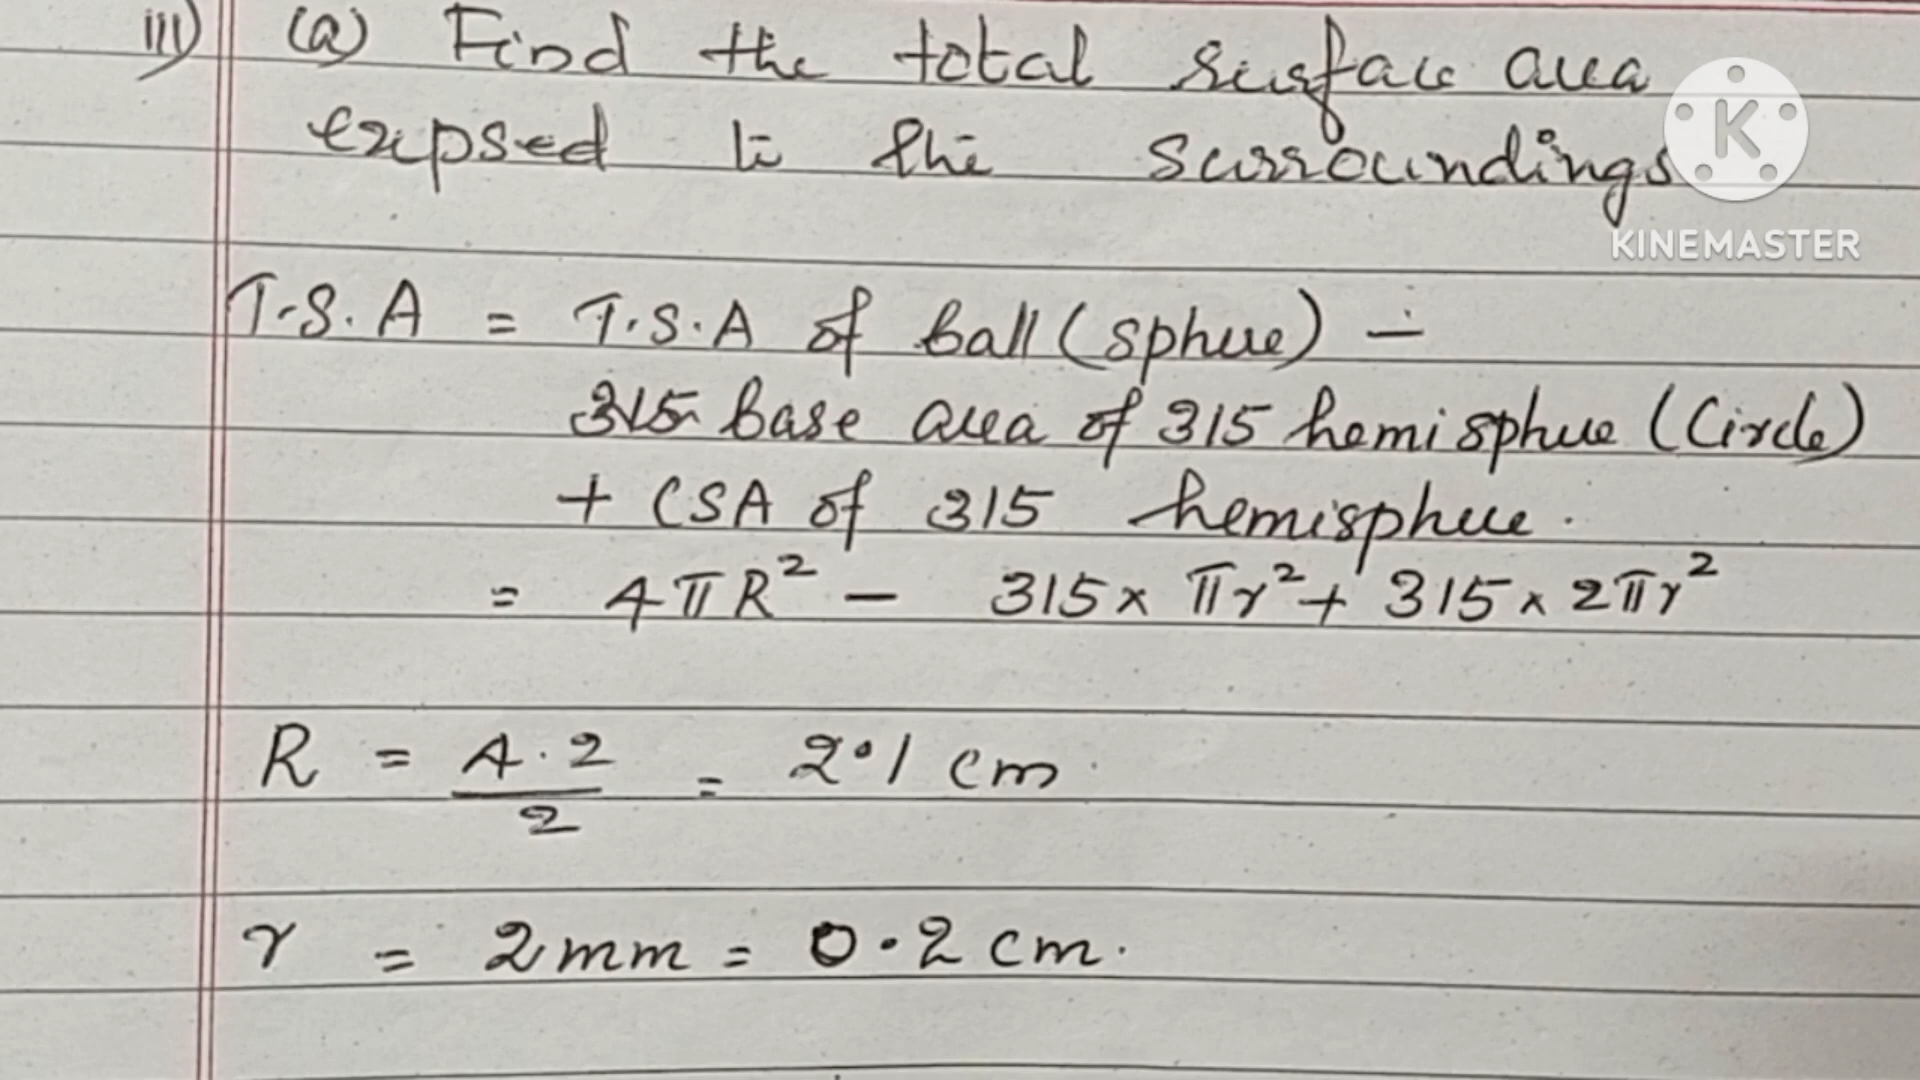 iii) (a) Find the total surface area
expsed to the surroundings
K
KINEMASTER
T.S.A = T.S.A of ball (sphere) -
315 base area of 315 hemisphere (Circle)
+ CSA of 315 hemisphere.
= 4πR² - 315 × πr² + 315 × 2πr²
R = 4.2/2 = 2.1 cm
r = 2mm = 0.2 cm.